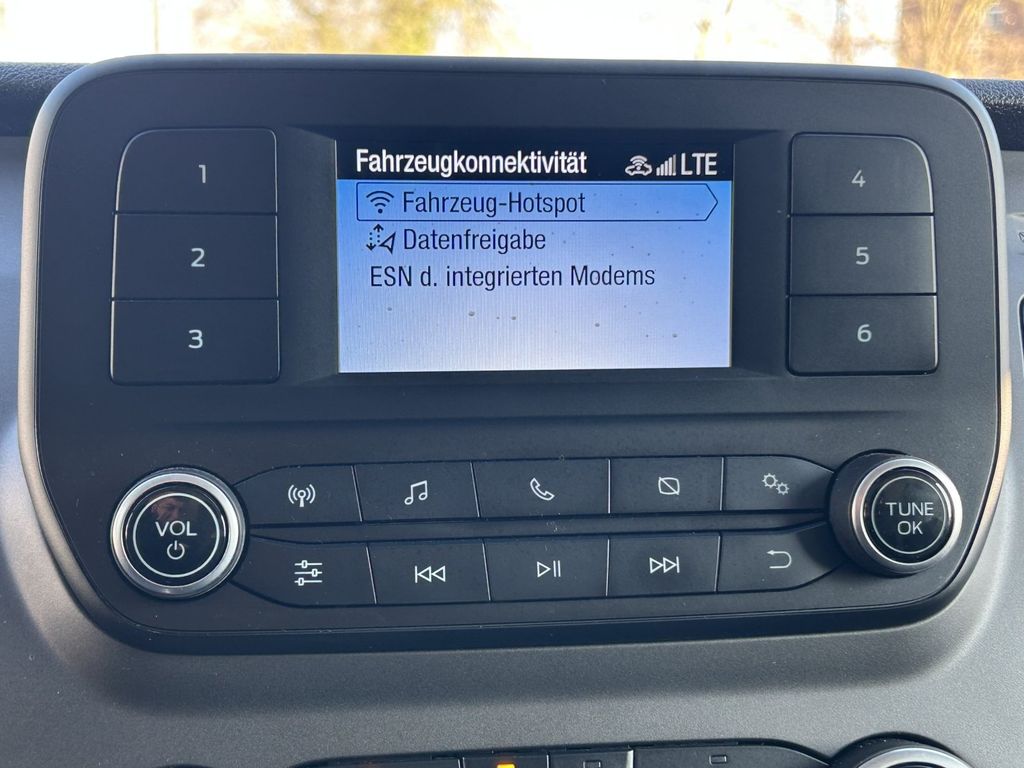 Fahrzeugkonnektivität LTE
Fahrzeug-Hotspot
Datenfreigabe
ESN d. integrierten Modems
1
2
3
4
5
6
VOL
TUNE
OK